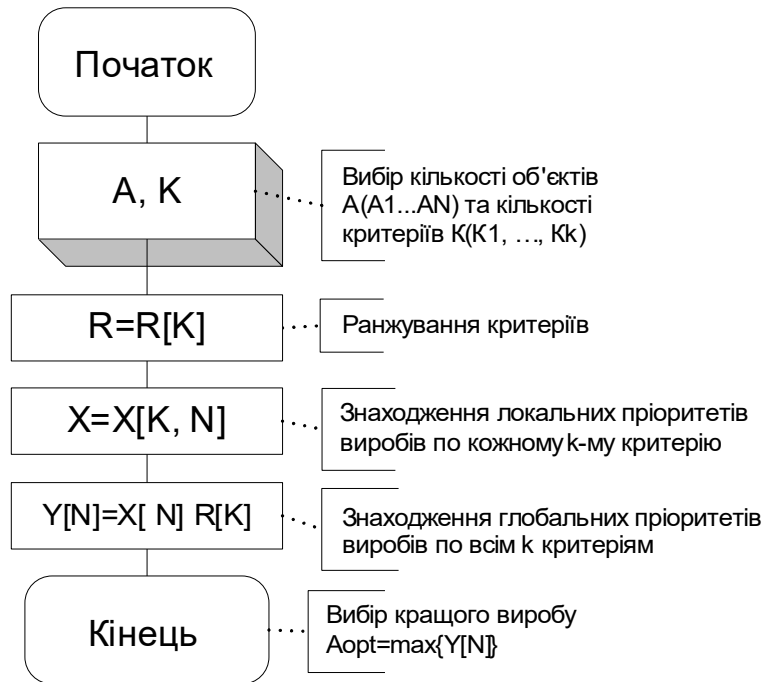 Початок
A, K
Вибір кількості об'єктів
A(A1...AN) та кількості
критеріїв К(К1, …, Кk)
R=R[K]
Ранжування критеріїв
X=X[K, N]
Знаходження локальних пріоритетів
виробів по кожному k-му критерію
Y[N]=X[ N] R[K]
Знаходження глобальних пріоритетів
виробів по всім k критеріям
Кінець
Вибір кращого виробу
Aopt=max{Y[N]}